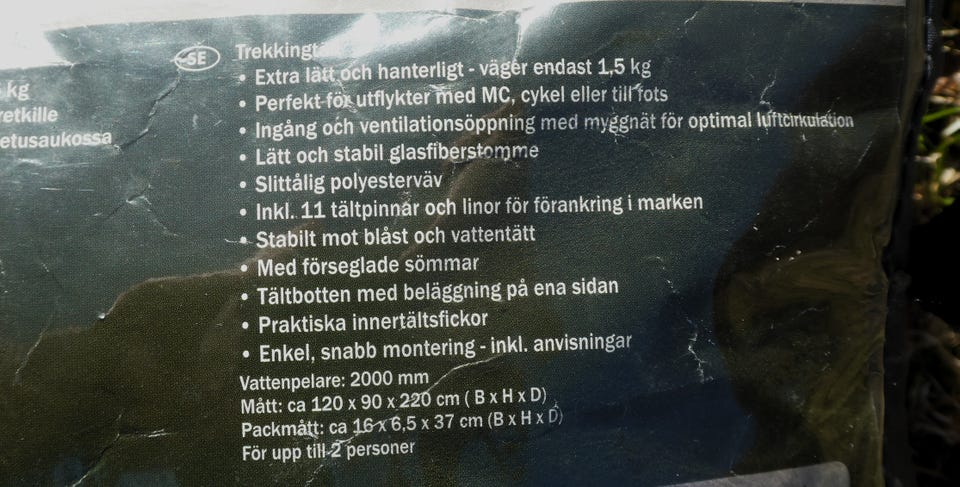 kg
retkille
etusaukossa
SE
• Extra lätt och hanterligt - väger endast 1,5 kg
• Perfekt för utflykter med MC, cykel eller till fots
• Ingång och ventilationsöppning med myggnät för optimal luftcirkulation
• Lätt och stabil glasfiberstomme
• Slittålig polyesterväv
• Inkl. 11 tältpinnar och linor för förankring i marken
• Stabilt mot blåst och vattentätt
• Med förseglade sömmar
• Tältbotten med beläggning på ena sidan
• Praktiska innertältsfickor
• Enkel, snabb montering - inkl. anvisningar
Vattenpelare: 2000 mm
Mått: ca 120 x 90 x 220 cm ( B x H x D)
Packmått: ca 16 x 6,5 x 37 cm (B x H x D)
För upp till 2 personer